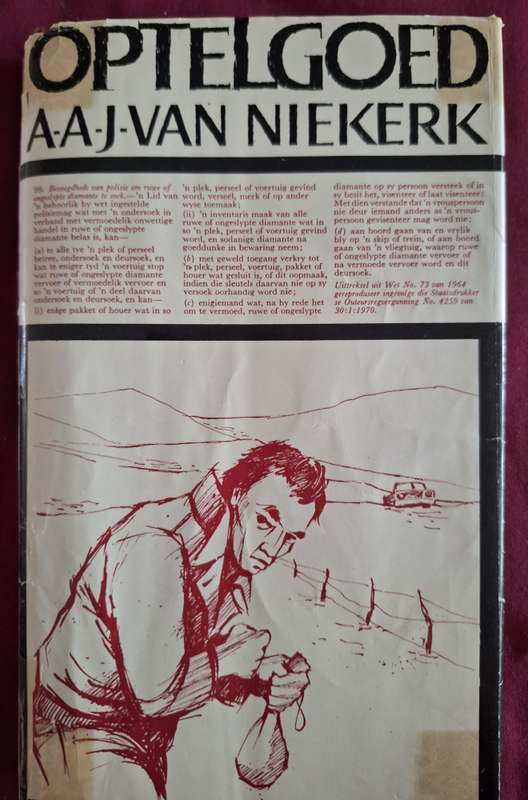 OPTELGOED
A·A·J·VAN NIEKERK
99. Bevoegdheds van polisie om ruwe of
ongeslypte diamante te soek.—'n Lid van
'n behoorlik by wet ingestelde
polisiemag wat met 'n ondersoek in
verband met vermoedelik onwettige
handel in ruwe of ongeslypte
diamante belas is, kan—
(a) te alle tye 'n plek of perseel
betree, ondersoek en deursoek, en
kan te eniger tyd 'n voertuig stop
wat ruwe of ongeslypte diamante
vervoer of vermoedelik vervoer en
so 'n voertuig of 'n deel daarvan
ondersoek en deursoek, en kan—
(i) enige pakket of houer wat in so
'n plek, perseel of voertuig gevind
word, verseel, merk of op ander
wyse toemaak;
(ii) 'n inventaris maak van alle
ruwe of ongeslypte diamante wat in
so 'n plek, perseel of voertuig gevind
word, en solanige diamante na
goeddunke in bewaring neem;
(b) met geweld toegang verkry tot
'n plek, perseel, voertuig, pakket of
houer wat gesluit is, of dit oopmaak,
indien die sleutels daarvan nie op sy
versoek oorhandig word nie;
(c) enigiemand wat, na hy rede het
om te vermoed, ruwe of ongeslypte
diamante op sy persoon versteek of in
sy besit het, visenteer of laat visenteer:
Met dien verstande dat 'n vrouspersoon
nie deur iemand anders as 'n vrous-
persoon gevisenteer mag word nie;
(d) aan boord gaan van en vrylik
bly op 'n skip of trein, of aan boord
gaan van 'n vliegtuig, waarop ruwe
of ongeslypte diamante vervoer of
na vermoede vervoer word en dit
deursoek.
Uittreksel uit Wet No. 73 van 1964
gereproduseer ingevolge die Staatsdrukker
se Outeursregvergunning No. 4259 van
30:1:1970.